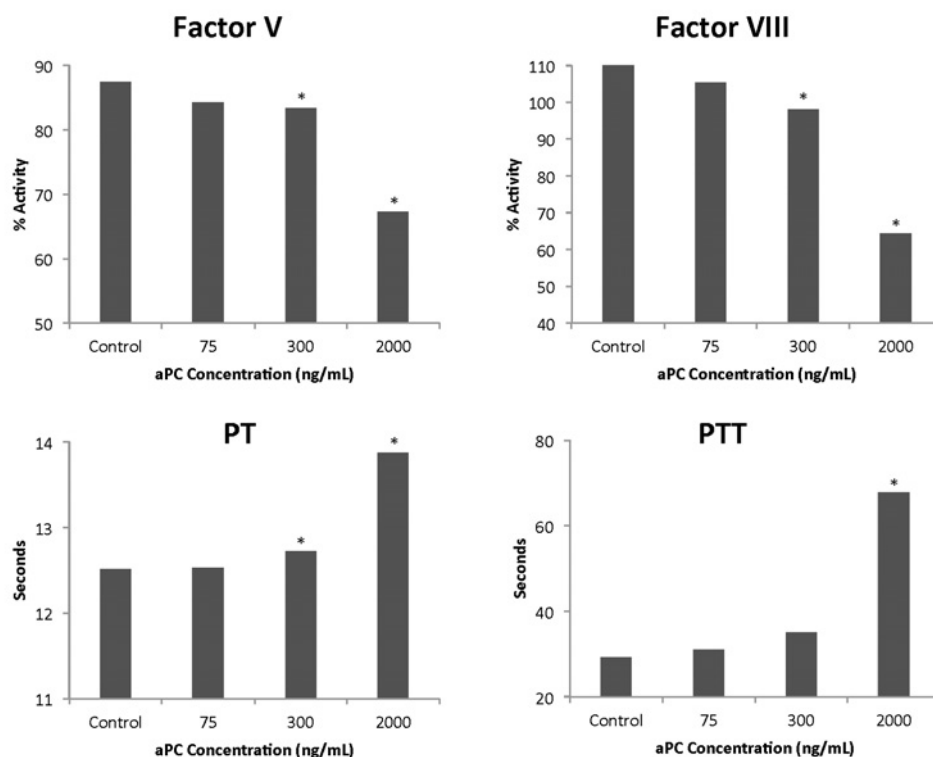 Factor V
90
80
70
60
50
% Activity
*
*
Control 75 300 2000
aPC Concentration (ng/mL)
Factor VIII
110
100
90
80
70
60
50
40
% Activity
*
*
Control 75 300 2000
aPC Concentration (ng/mL)
PT
14
13
12
11
Seconds
*
*
Control 75 300 2000
aPC Concentration (ng/mL)
PTT
80
60
40
20
Seconds
*
Control 75 300 2000
aPC Concentration (ng/mL)